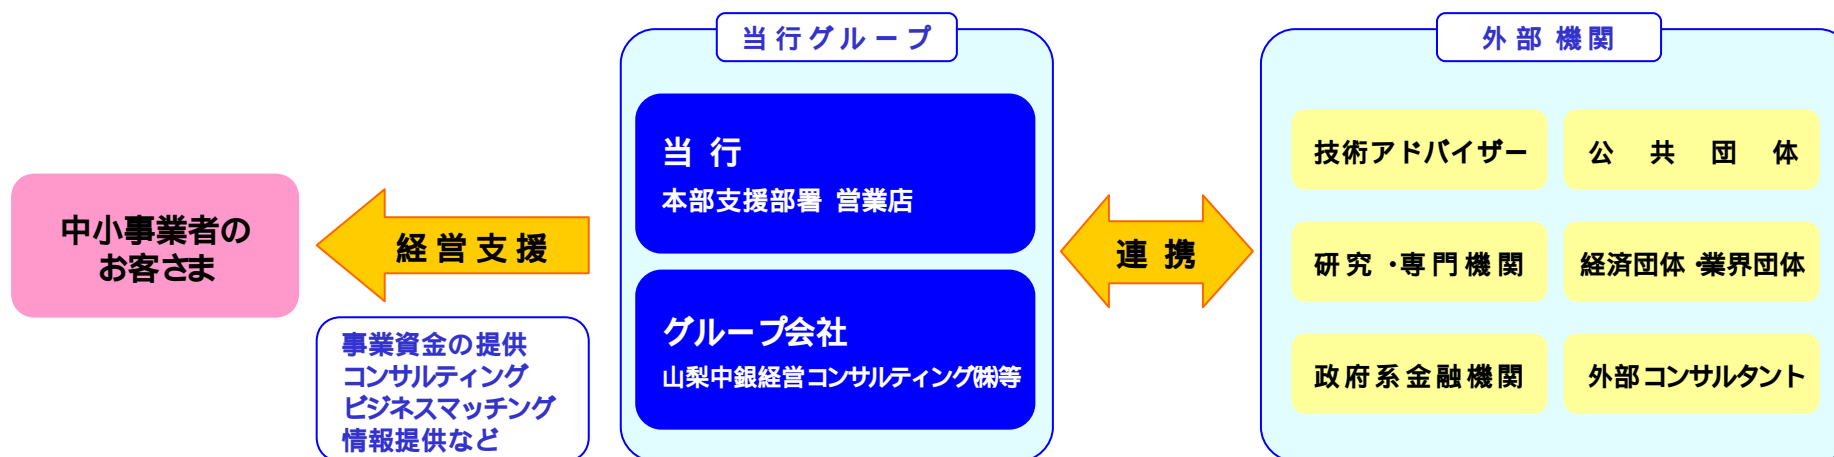 中小事業者の
お客さま
経営支援
事業資金の提供
コンサルティング
ビジネスマッチング
情報提供など
当行グループ
当行
本部支援部署 営業店
グループ会社
山梨中銀経営コンサルティング㈱等
連携
外部機関
技術アドバイザー
公共団体
研究・専門機関
経済団体・業界団体
政府系金融機関
外部コンサルタント